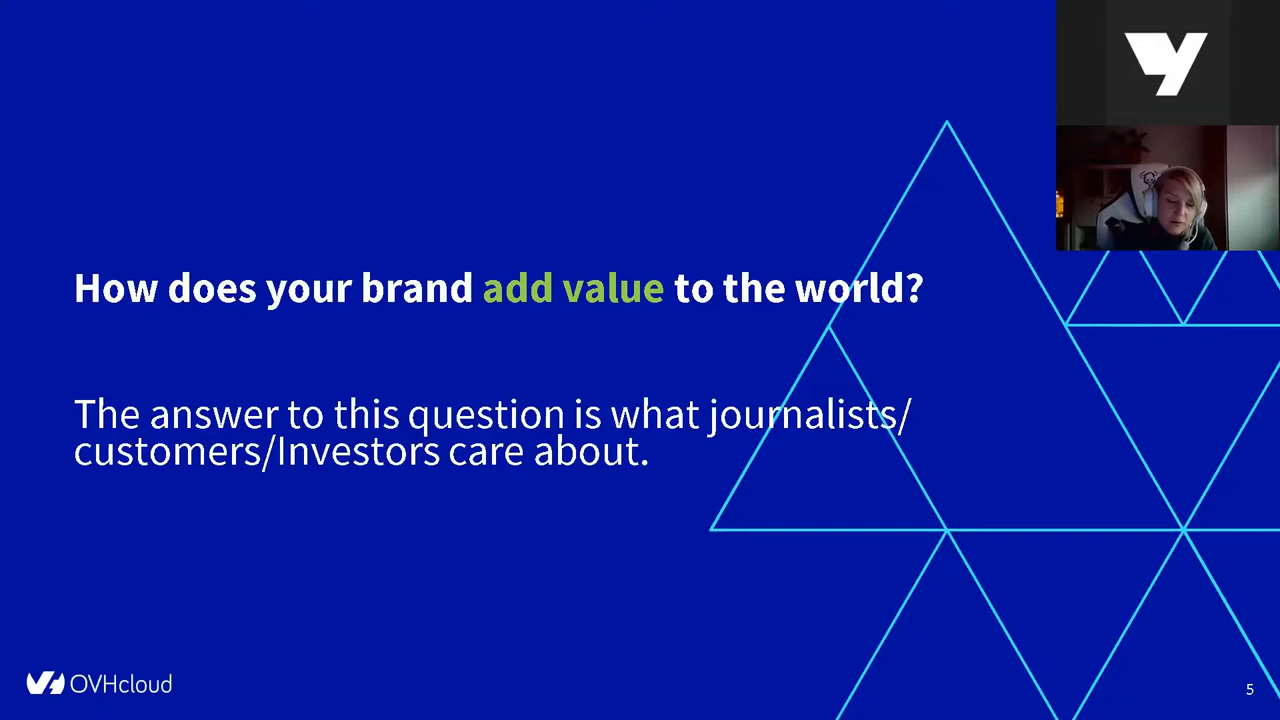 How does your brand add value to the world?
The answer to this question is what journalists/
customers/Investors care about.
OVHcloud
5